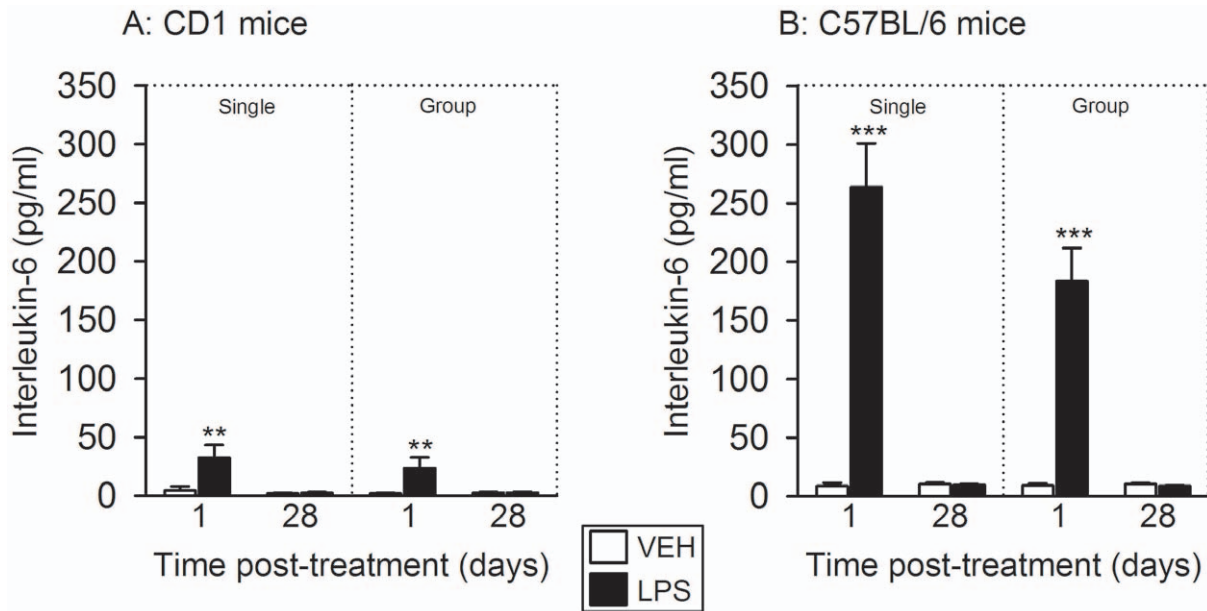 A: CD1 mice
Interleukin-6 (pg/ml)
350
300
250
200
150
100
50
0
Single
Group
**
**
1
28
1
28
Time post-treatment (days)
B: C57BL/6 mice
Interleukin-6 (pg/ml)
350
300
250
200
150
100
50
0
Single
Group
***
***
1
28
1
28
Time post-treatment (days)
VEH
LPS